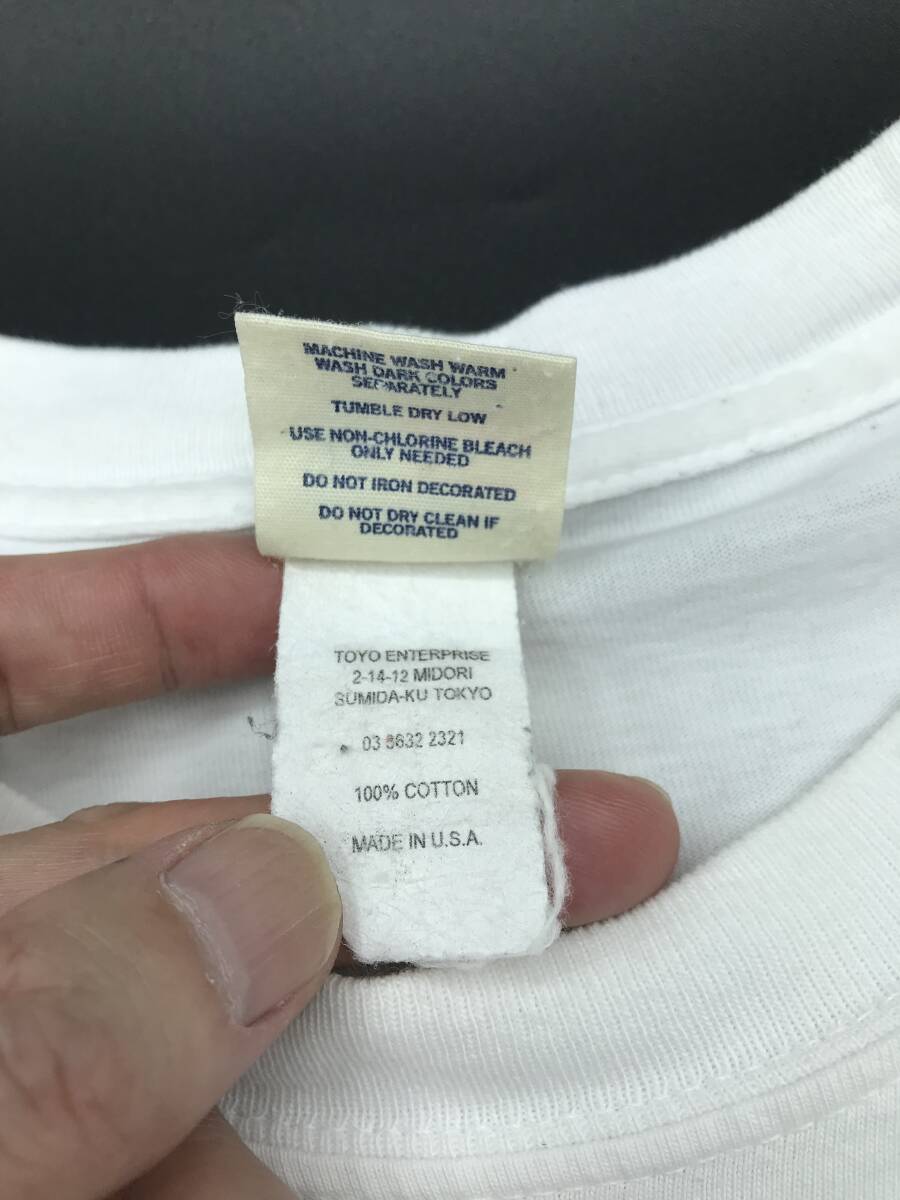 MACHINE WASH WARM
WASH DARK COLORS
SEPARATELY
TUMBLE DRY LOW
USE NON-CHLORINE BLEACH
ONLY NEEDED
DO NOT IRON DECORATED
DO NOT DRY CLEAN IF
DECORATED
TOYO ENTERPRISE
2-14-12 MIDORI
SUMIDA-KU TOKYO
03 5632 2321
100% COTTON
MADE IN U.S.A.